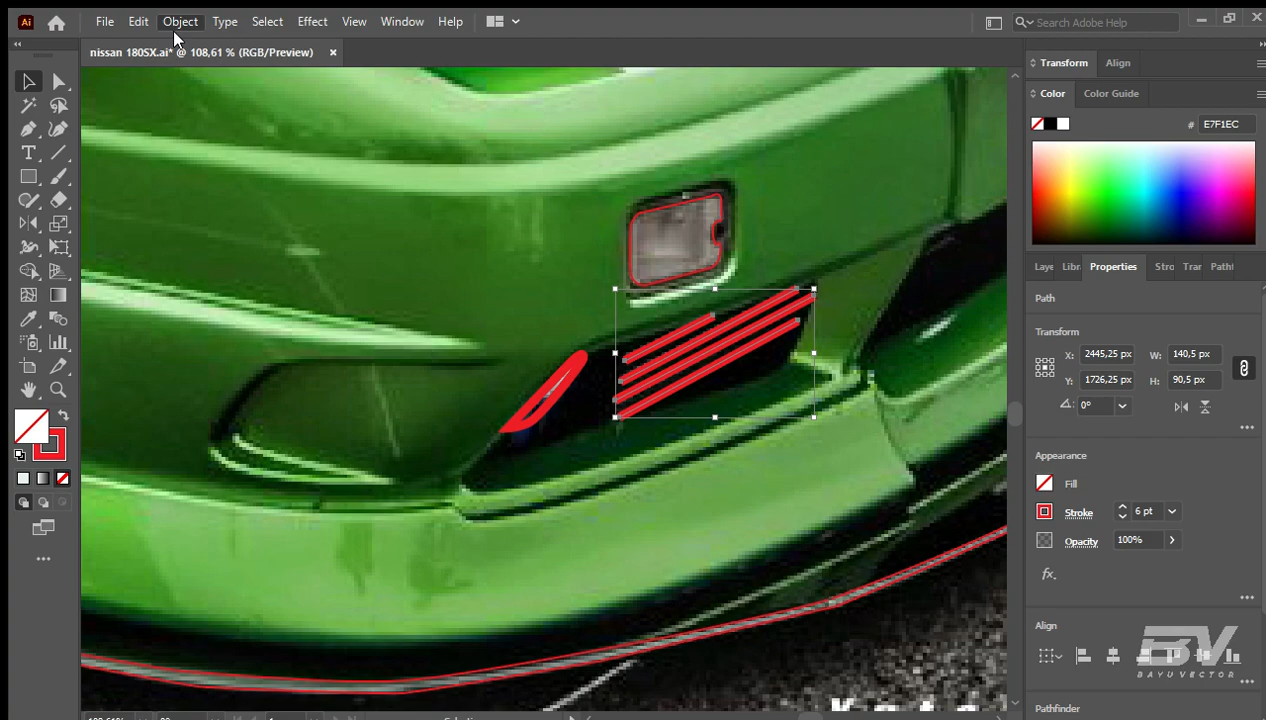 Ai File Edit Object Type Select Effect View Window Help Search Adobe Help
nissan 180SX.ai* @ 108,61 % (RGB/Preview) ×
Transform Align
Color Color Guide
# E7F1EC
Laye Libr Properties Stro Trar Pathf
Path
Transform
X: 2445,25 px W: 140,5 px
Y: 1726,25 px H: 90,5 px
0°
Appearance
Fill
Stroke 6 pt
Opacity 100%
fx.
Align
BV
BAYU VECTOR
Pathfinder